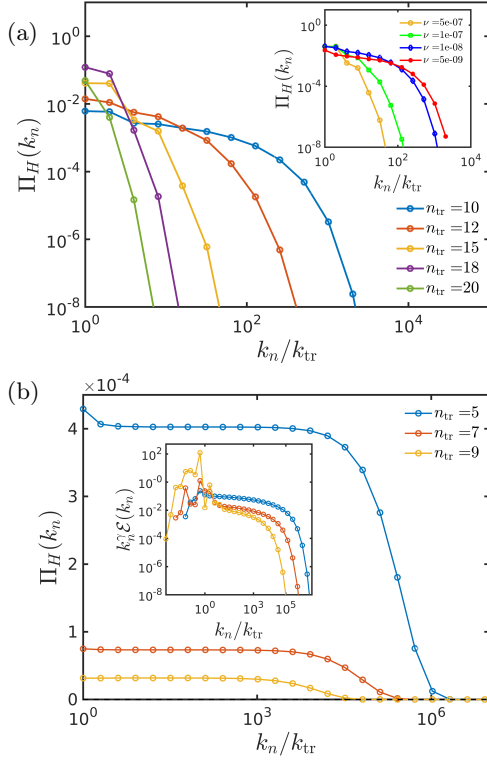 (a)
10^0
10^-2
10^-4
10^-6
10^-8
Π_H(k_n)
10^0
10^2
10^4
k_n/k_tr
n_tr =10
n_tr =12
n_tr =15
n_tr =18
n_tr =20
ν =5e-07
ν =1e-07
ν =1e-08
ν =5e-09
10^0
10^-4
10^-8
Π_H(k_n)
10^0
10^2
10^4
k_n/k_tr
(b)
×10^-4
4
2
0
Π_H(k_n)
10^0
10^3
10^6
k_n/k_tr
n_tr =5
n_tr =7
n_tr =9
10^2
10^0
10^-2
10^-4
10^-6
10^-8
k_n^γ ℰ(k_n)
10^0
10^3
10^5
k_n/k_tr